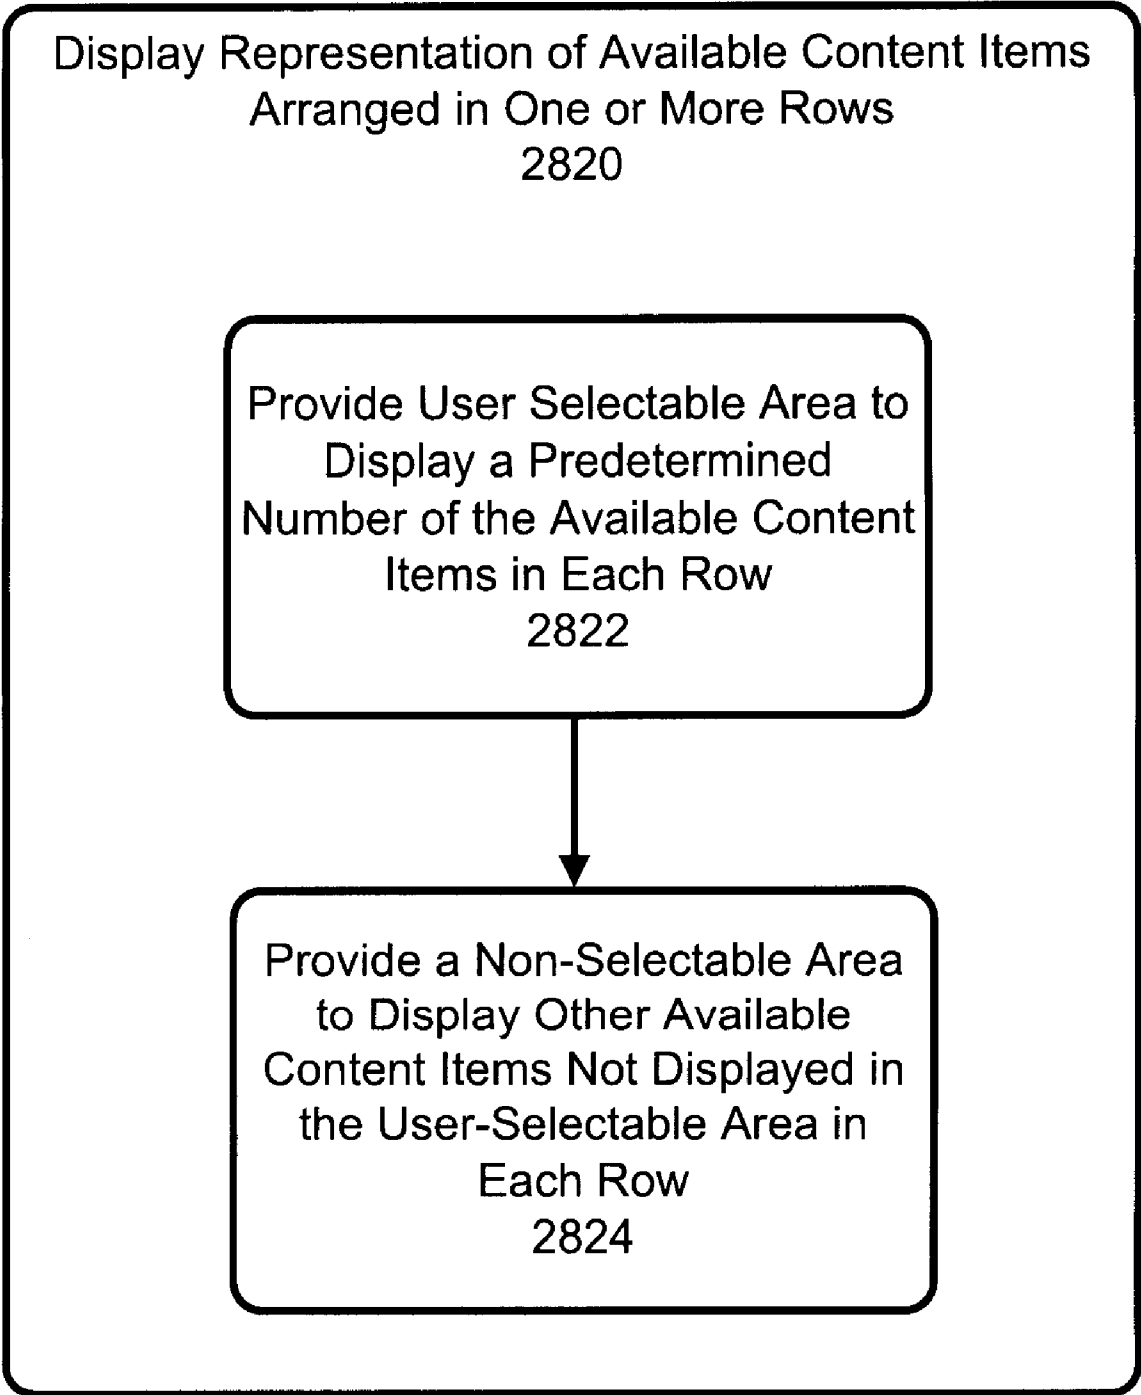 Display Representation of Available Content Items
Arranged in One or More Rows
2820
Provide User Selectable Area to
Display a Predetermined
Number of the Available Content
Items in Each Row
2822
Provide a Non-Selectable Area
to Display Other Available
Content Items Not Displayed in
the User-Selectable Area in
Each Row
2824